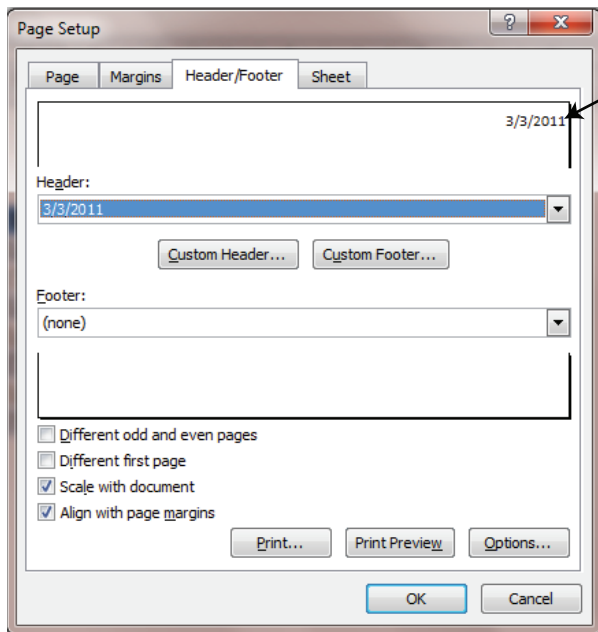 Page Setup
Page Margins Header/Footer Sheet
3/3/2011
Header:
3/3/2011
Custom Header... Custom Footer...
Footer:
(none)
Different odd and even pages
Different first page
Scale with document
Align with page margins
Print... Print Preview Options...
OK Cancel